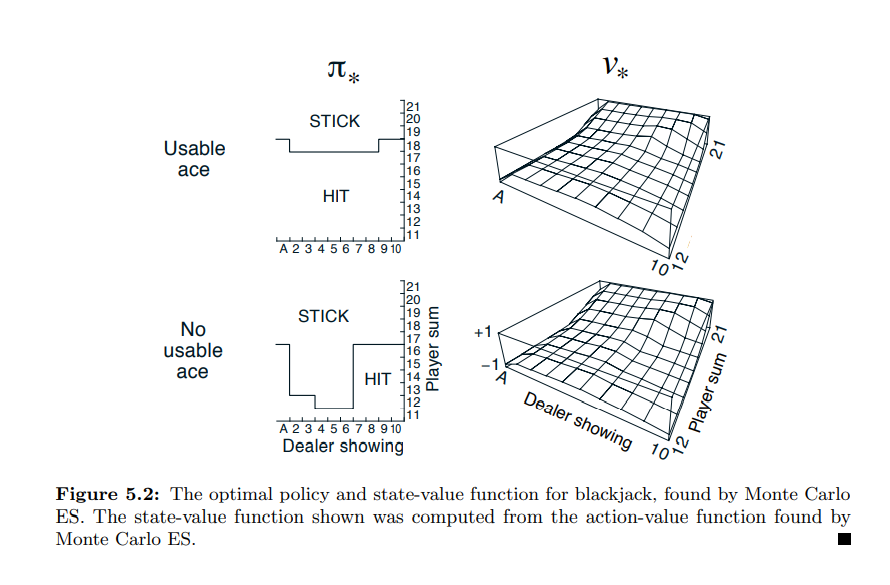 π* v*
Usable
ace
STICK
HIT
21
20
19
18
17
16
15
14
13
12
11
A 2 3 4 5 6 7 8 9 10
A
10
12
21
No
usable
ace
STICK
HIT
21
20
19
18
17
16
15
14
13
12
11
Player sum
A 2 3 4 5 6 7 8 9 10
Dealer showing
+1
−1
A
Dealer showing
10
12
Player sum
21
Figure 5.2: The optimal policy and state-value function for blackjack, found by Monte Carlo
ES. The state-value function shown was computed from the action-value function found by
Monte Carlo ES.